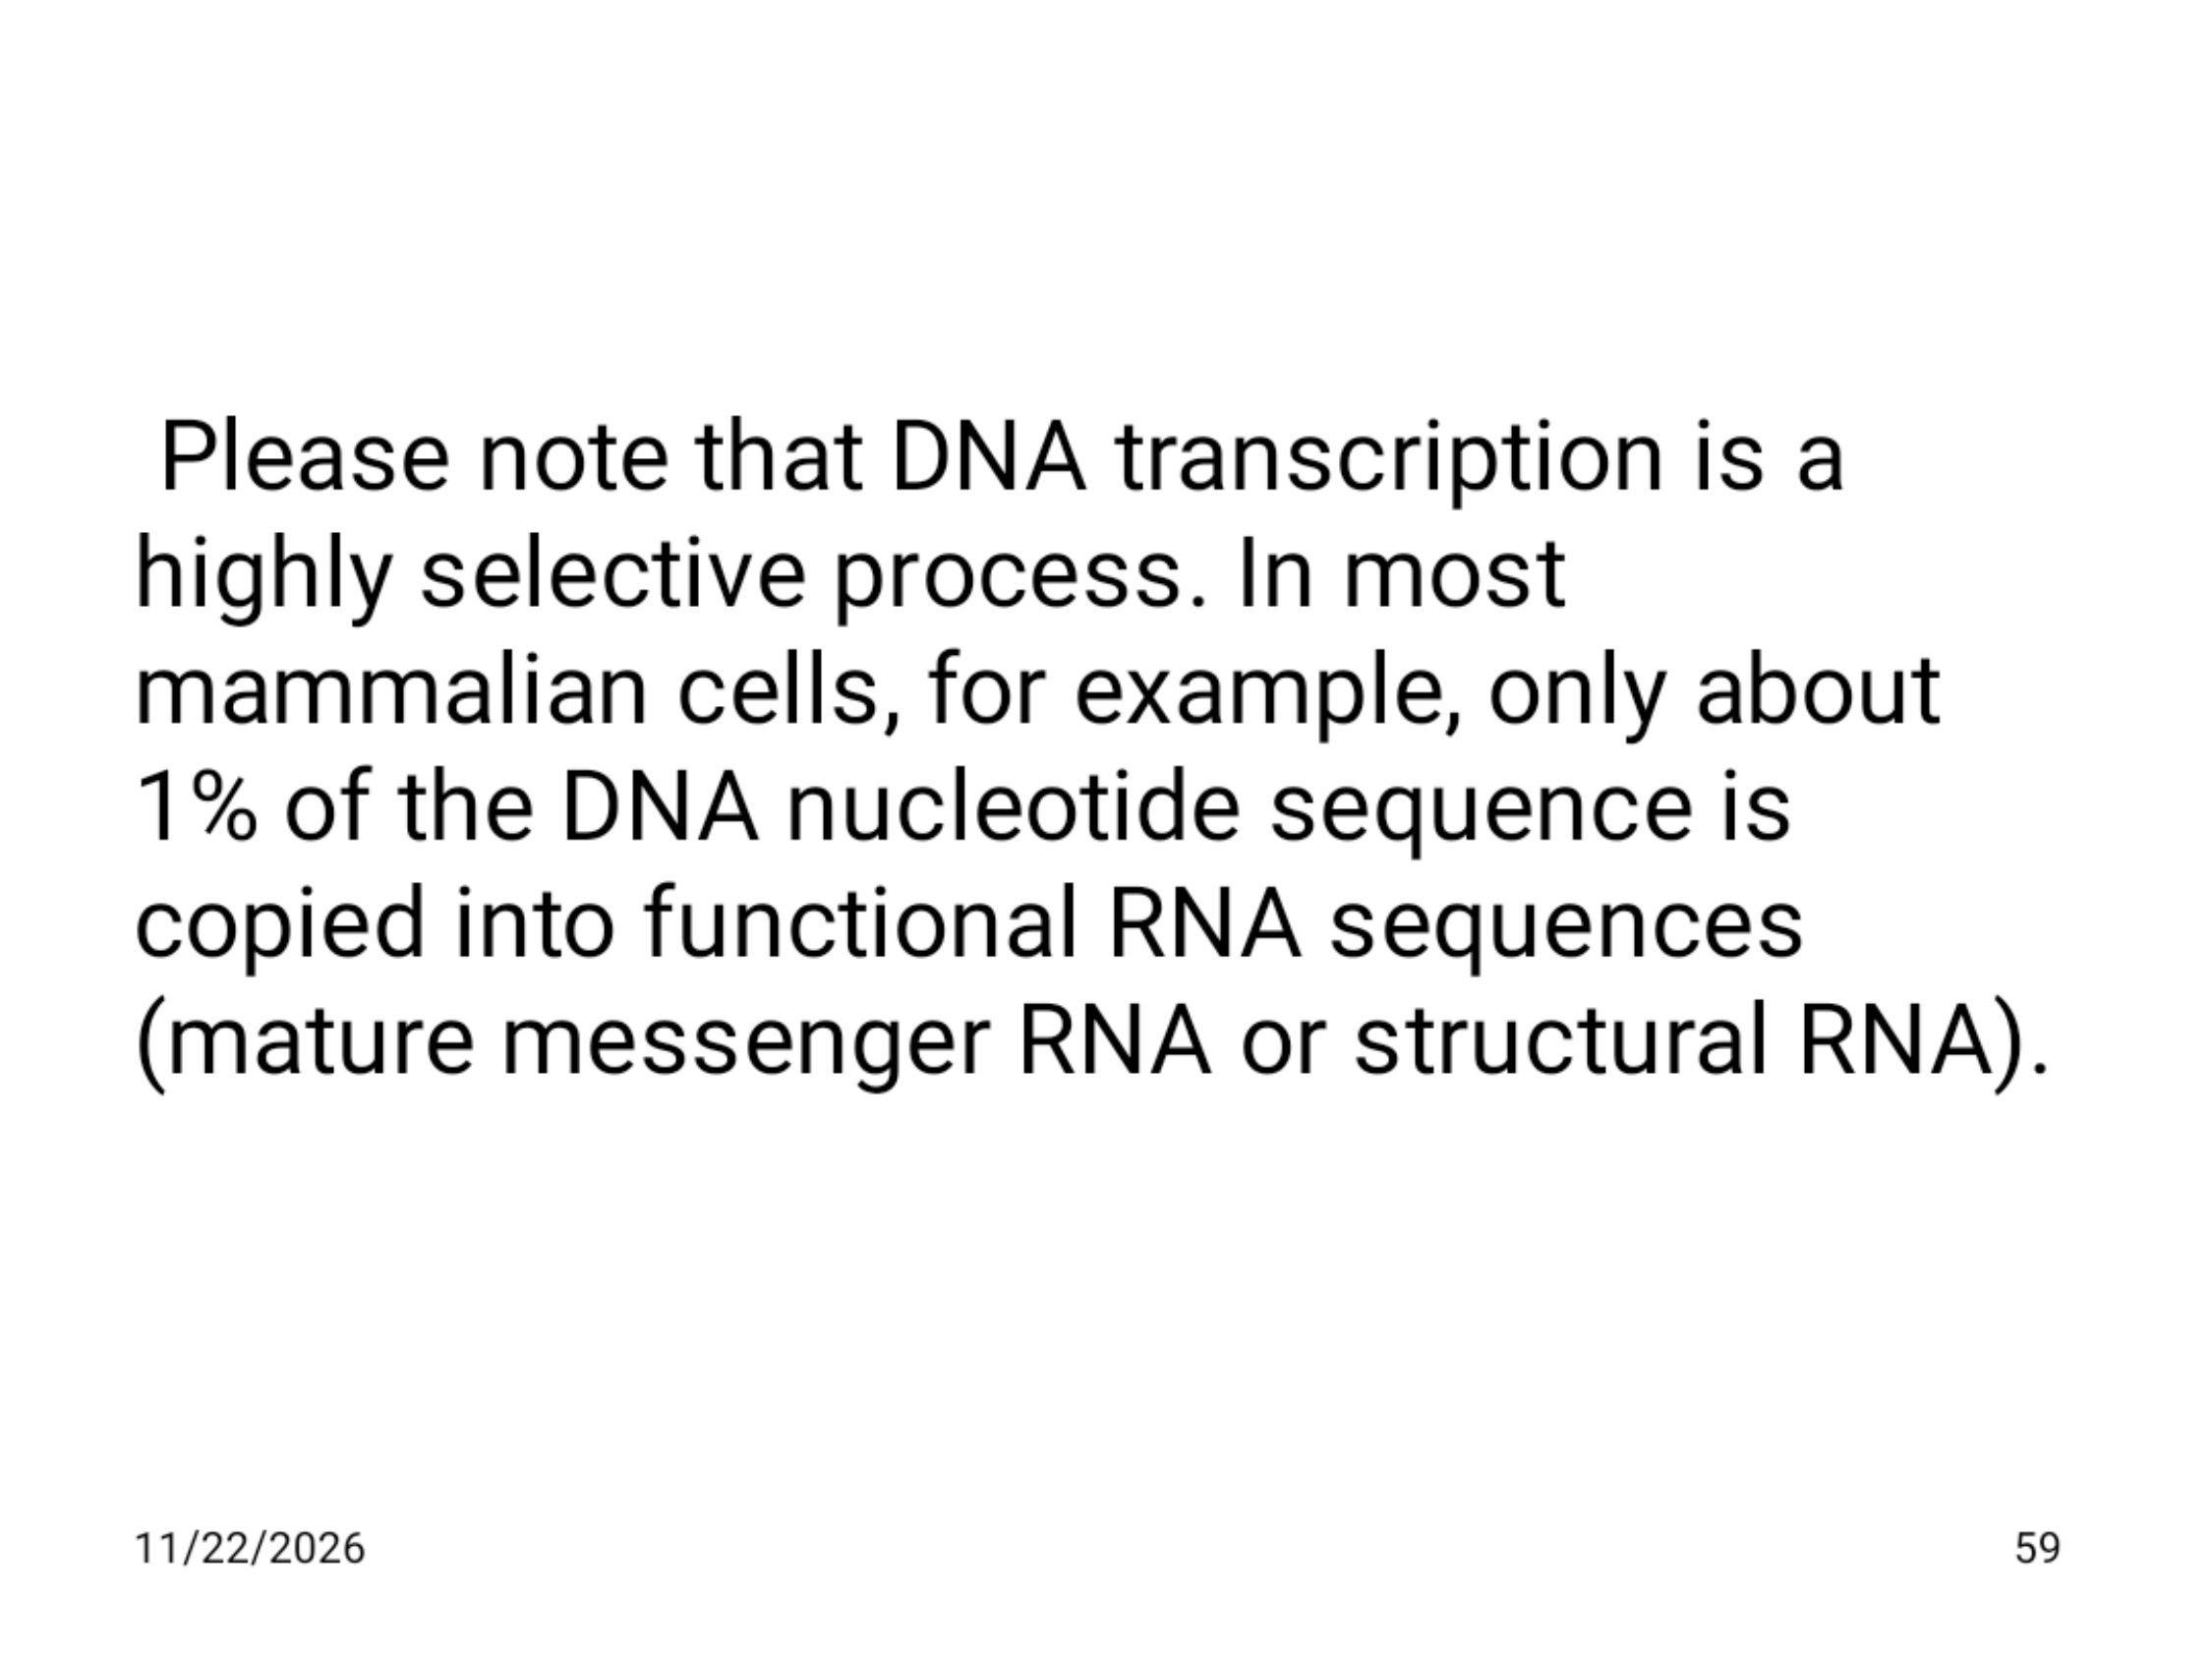 Please note that DNA transcription is a
highly selective process. In most
mammalian cells, for example, only about
1% of the DNA nucleotide sequence is
copied into functional RNA sequences
(mature messenger RNA or structural RNA).
11/22/2026
59